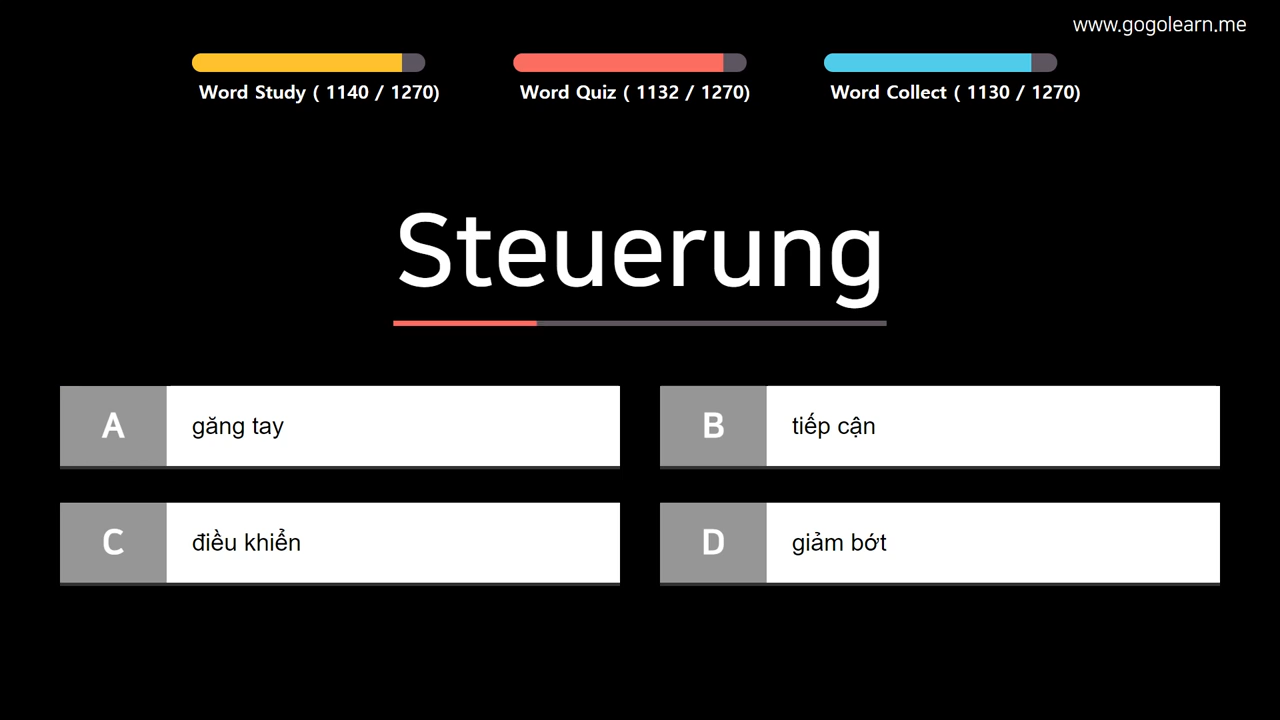 www.gogolearn.me
Word Study ( 1140 / 1270)
Word Quiz ( 1132 / 1270)
Word Collect ( 1130 / 1270)
Steuerung
A găng tay
B tiếp cận
C điều khiển
D giảm bớt